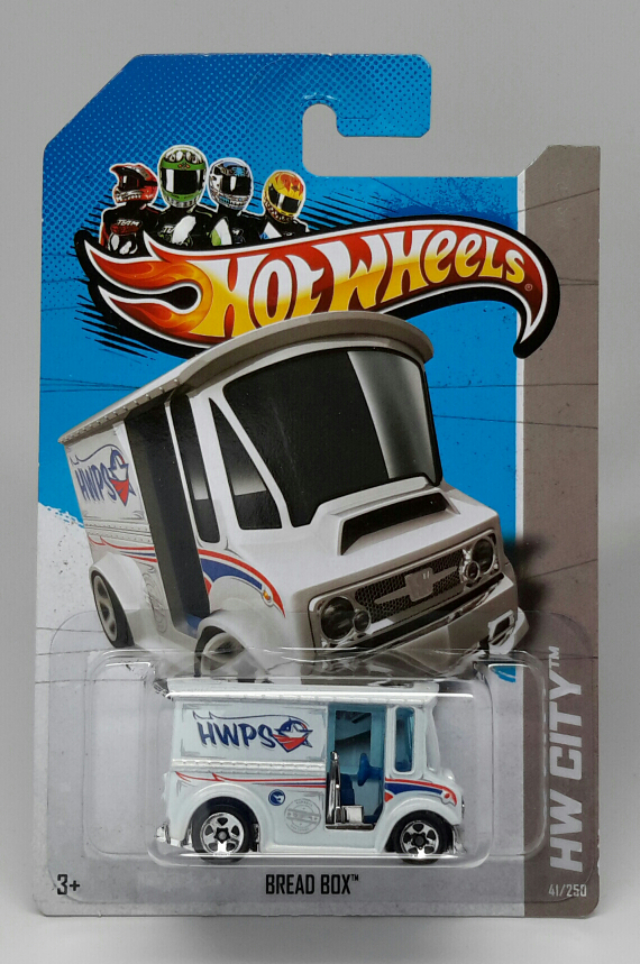 HOT WHEELS®
HWPS
HWPS
HW CITY™
3+
BREAD BOX™
41/250